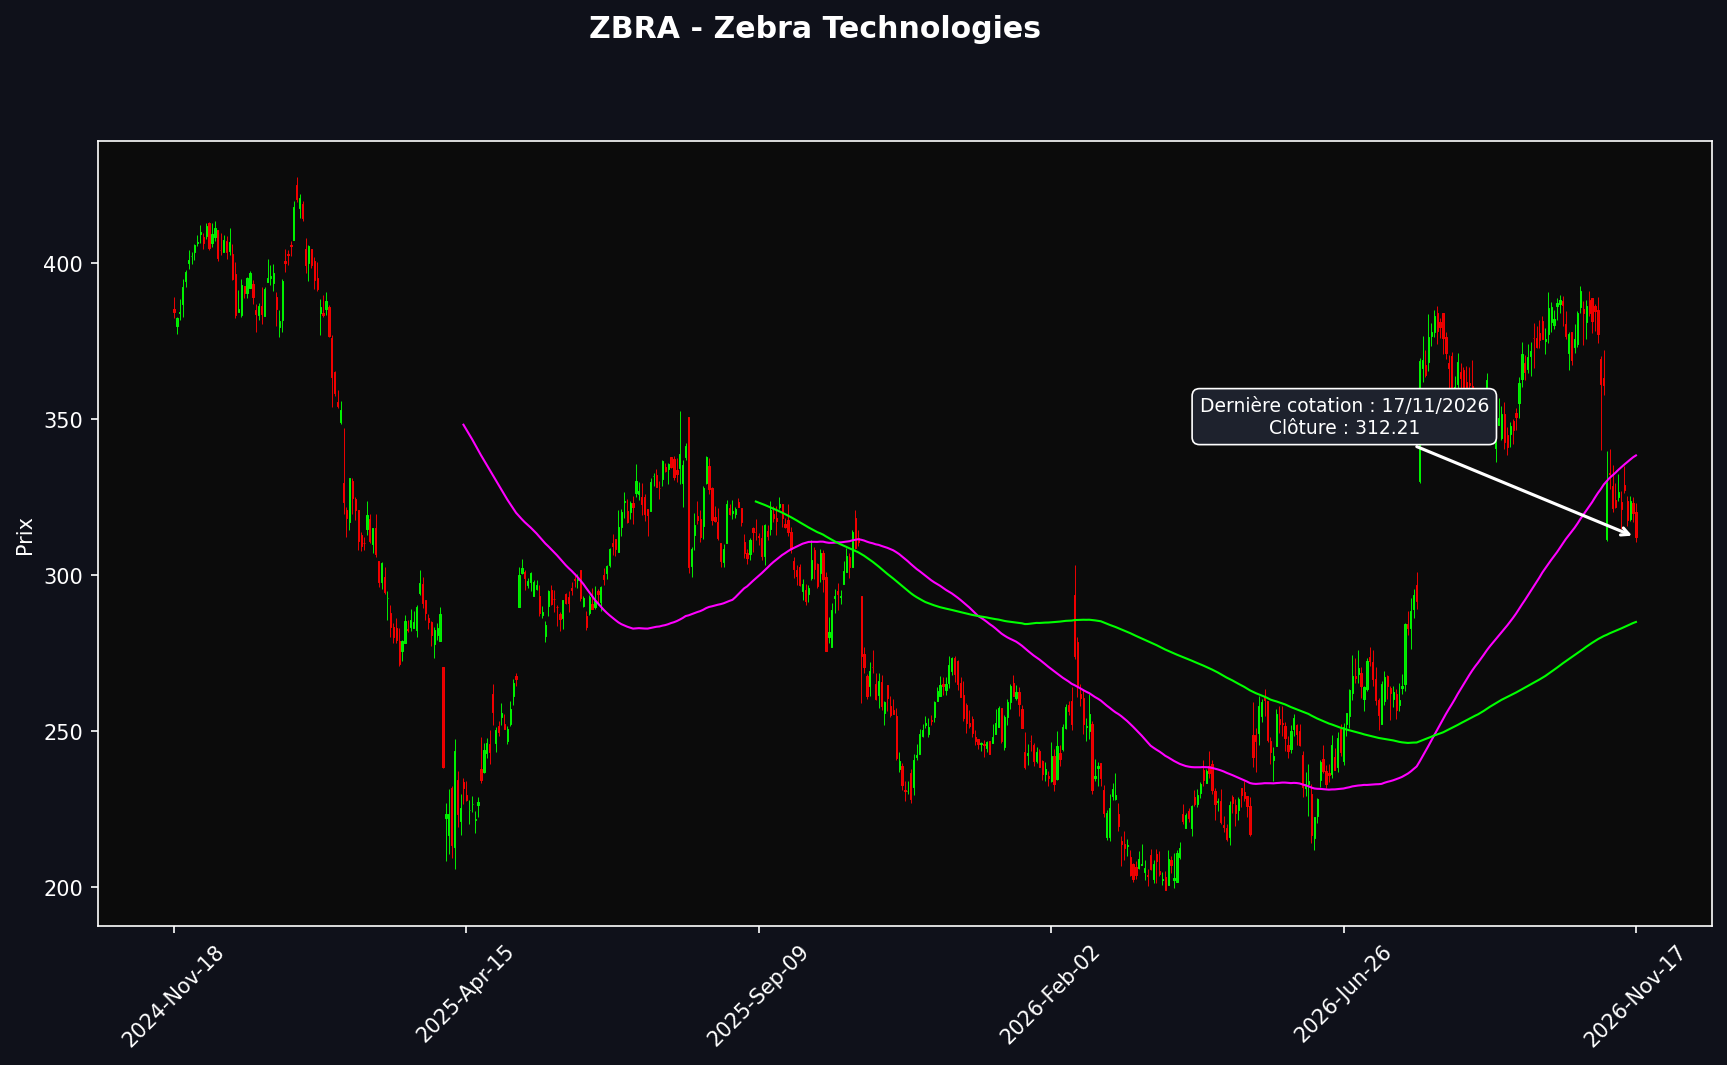 ZBRA - Zebra Technologies
Prix
400
350
300
250
200
Dernière cotation : 17/11/2026
Clôture : 312.21
2024-Nov-18
2025-Apr-15
2025-Sep-09
2026-Feb-02
2026-Jun-26
2026-Nov-17